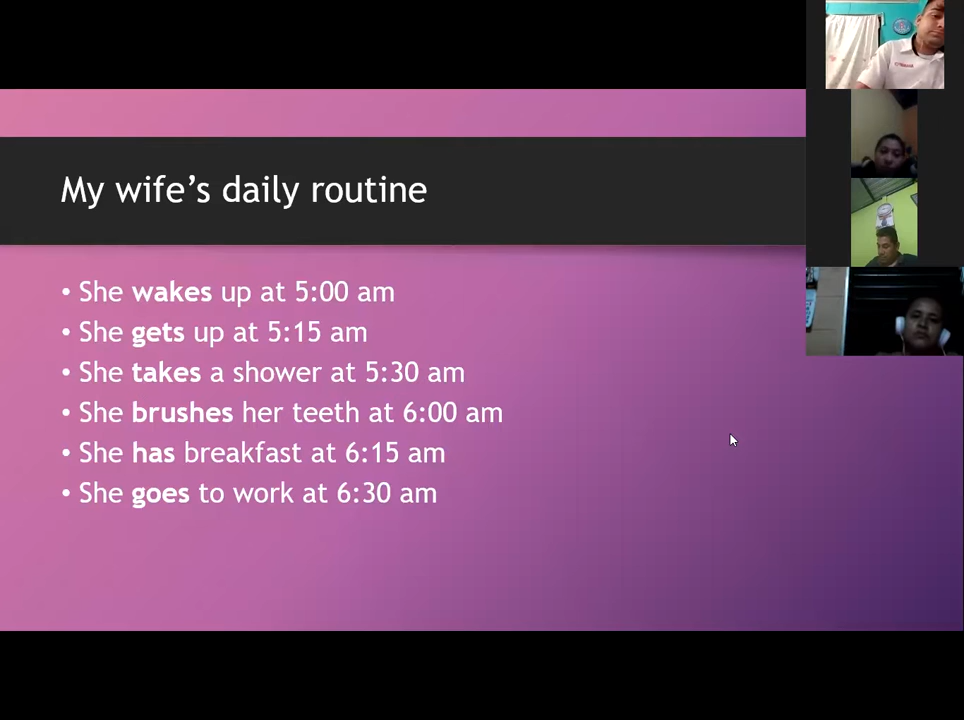 My wife's daily routine
• She wakes up at 5:00 am
• She gets up at 5:15 am
• She takes a shower at 5:30 am
• She brushes her teeth at 6:00 am
• She has breakfast at 6:15 am
• She goes to work at 6:30 am